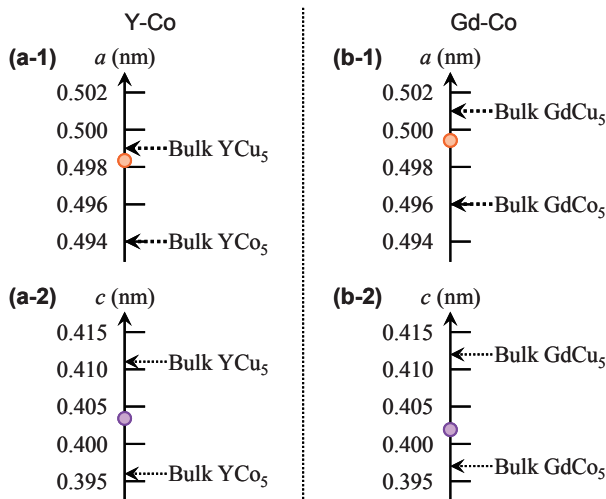 Y-Co
(a-1) a (nm)
0.502
0.500
Bulk YCu5
0.498
0.496
0.494
Bulk YCo5
(a-2) c (nm)
0.415
0.410
Bulk YCu5
0.405
0.400
0.395
Bulk YCo5
Gd-Co
(b-1) a (nm)
0.502
Bulk GdCu5
0.500
0.498
0.496
Bulk GdCo5
0.494
(b-2) c (nm)
0.415
Bulk GdCu5
0.410
0.405
0.400
Bulk GdCo5
0.395